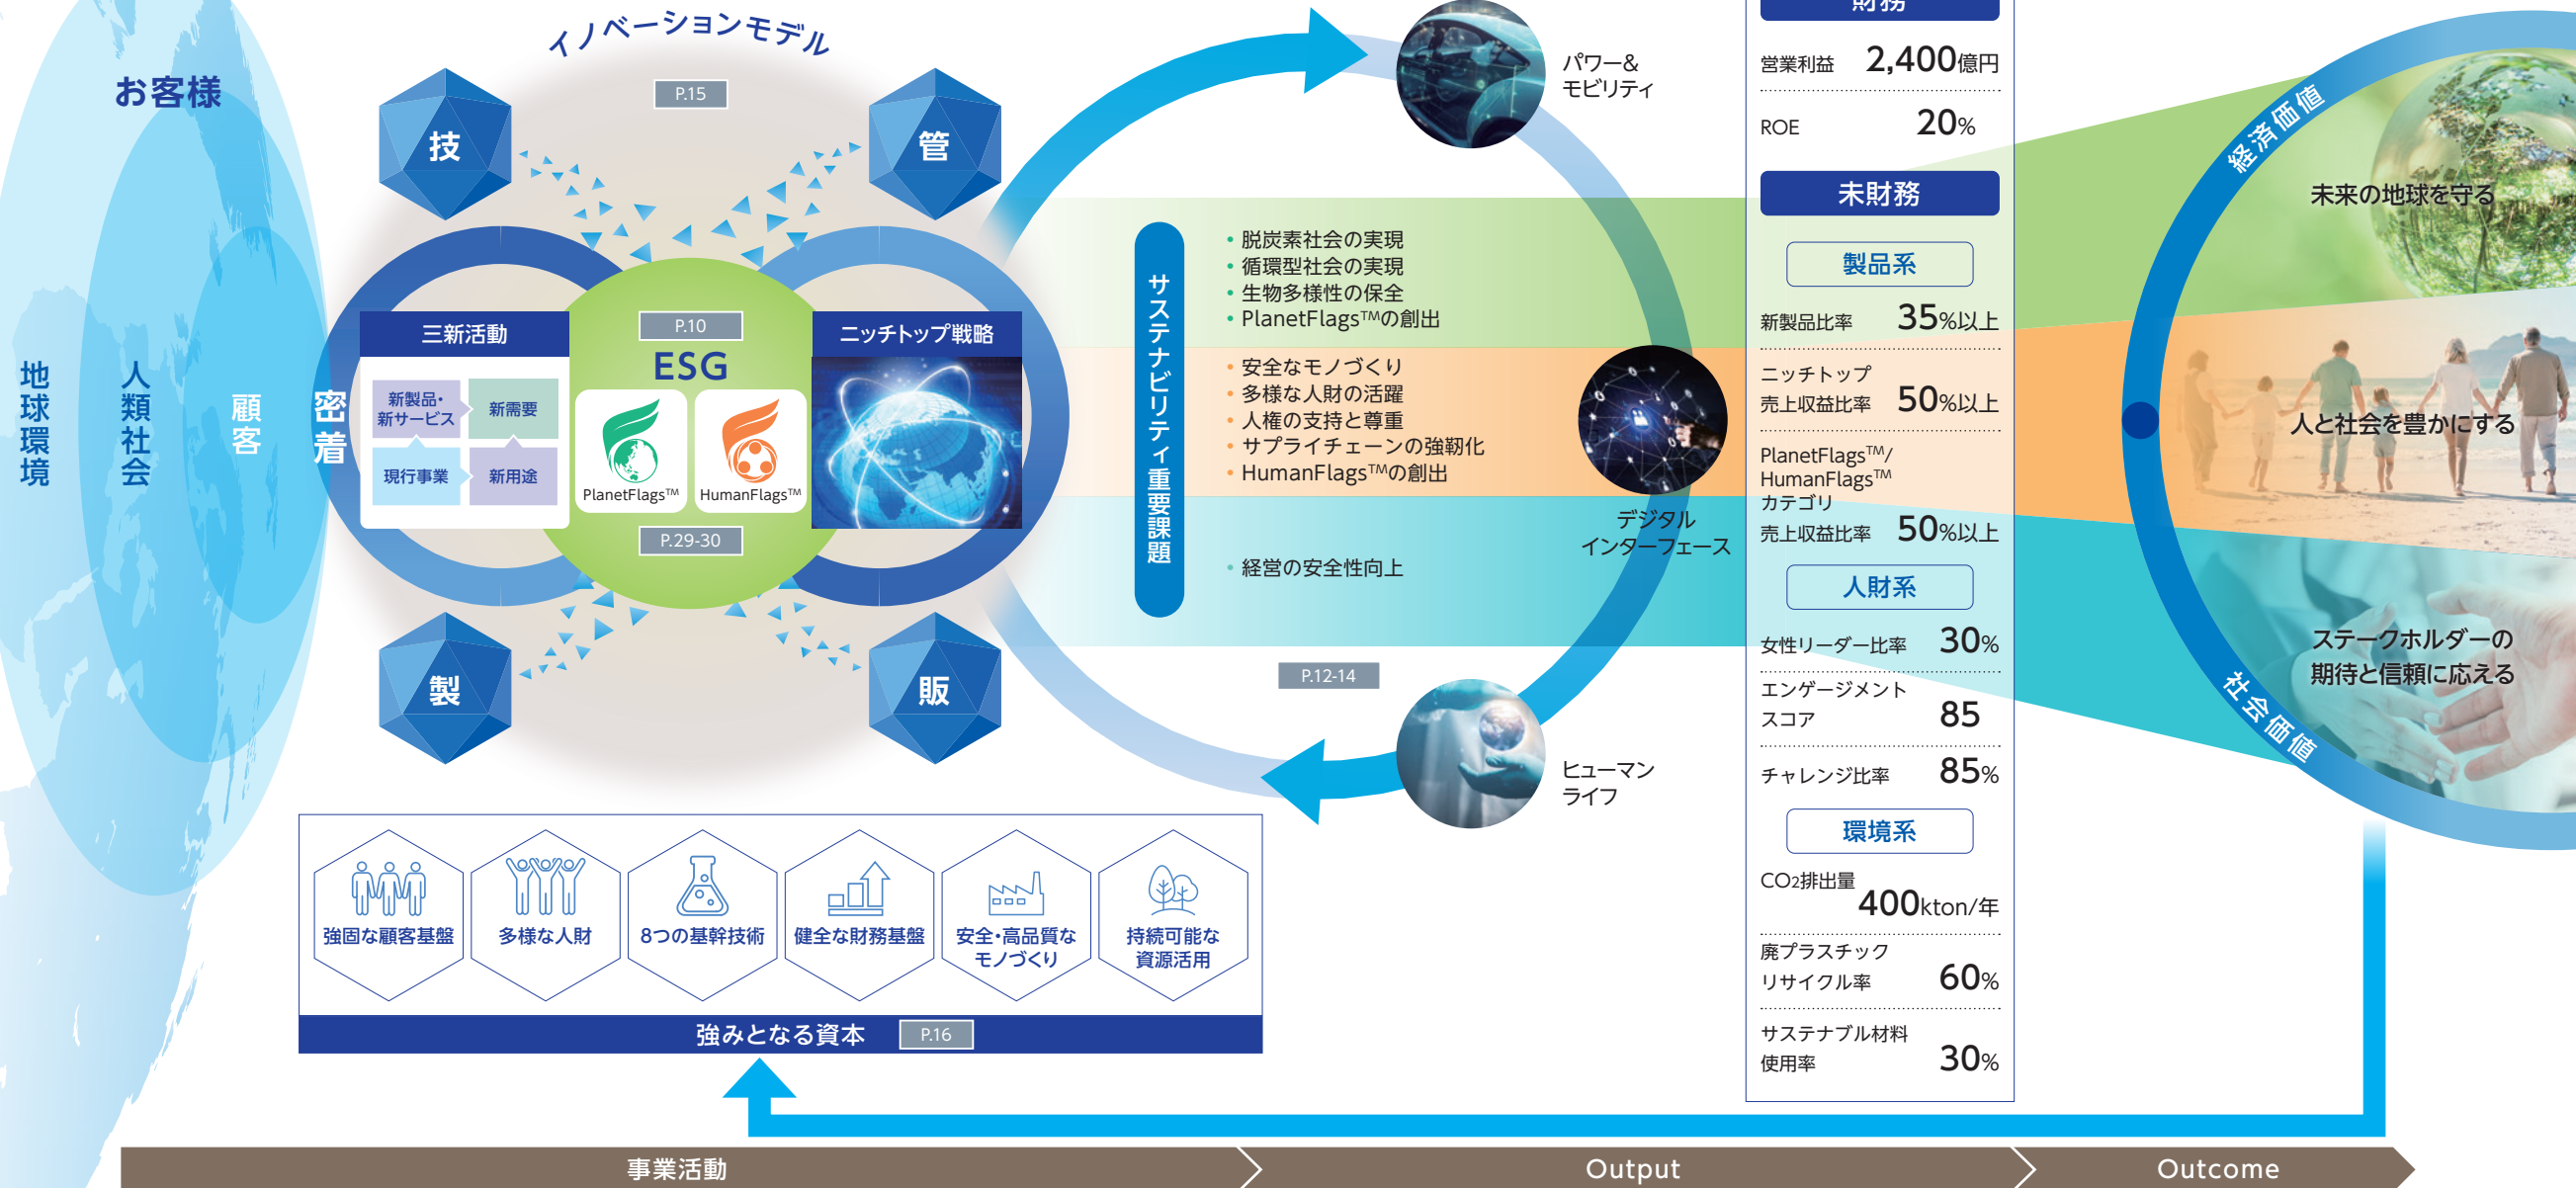 イノベーションモデル
P.15
お客様
地球環境
人類社会
顧客
密着
技
管
製
販
三新活動
新製品・
新サービス
新需要
現行事業
新用途
P.10
ESG
PlanetFlags™
HumanFlags™
P.29-30
ニッチトップ戦略
サステナビリティ重要課題
• 脱炭素社会の実現
• 循環型社会の実現
• 生物多様性の保全
• PlanetFlags™の創出
• 安全なモノづくり
• 多様な人財の活躍
• 人権の支持と尊重
• サプライチェーンの強靭化
• HumanFlags™の創出
• 経営の安全性向上
P.12-14
パワー&
モビリティ
デジタル
インターフェース
ヒューマン
ライフ
財務
営業利益 2,400億円
ROE 20%
未財務
製品系
新製品比率 35%以上
ニッチトップ
売上収益比率 50%以上
PlanetFlags™/
HumanFlags™
カテゴリ
売上収益比率 50%以上
人財系
女性リーダー比率 30%
エンゲージメント
スコア 85
チャレンジ比率 85%
環境系
CO2排出量
400kton/年
廃プラスチック
リサイクル率 60%
サステナブル材料
使用率 30%
経済価値
未来の地球を守る
人と社会を豊かにする
ステークホルダーの
期待と信頼に応える
社会価値
強固な顧客基盤
多様な人財
8つの基幹技術
健全な財務基盤
安全・高品質な
モノづくり
持続可能な
資源活用
強みとなる資本 P.16
事業活動
Output
Outcome